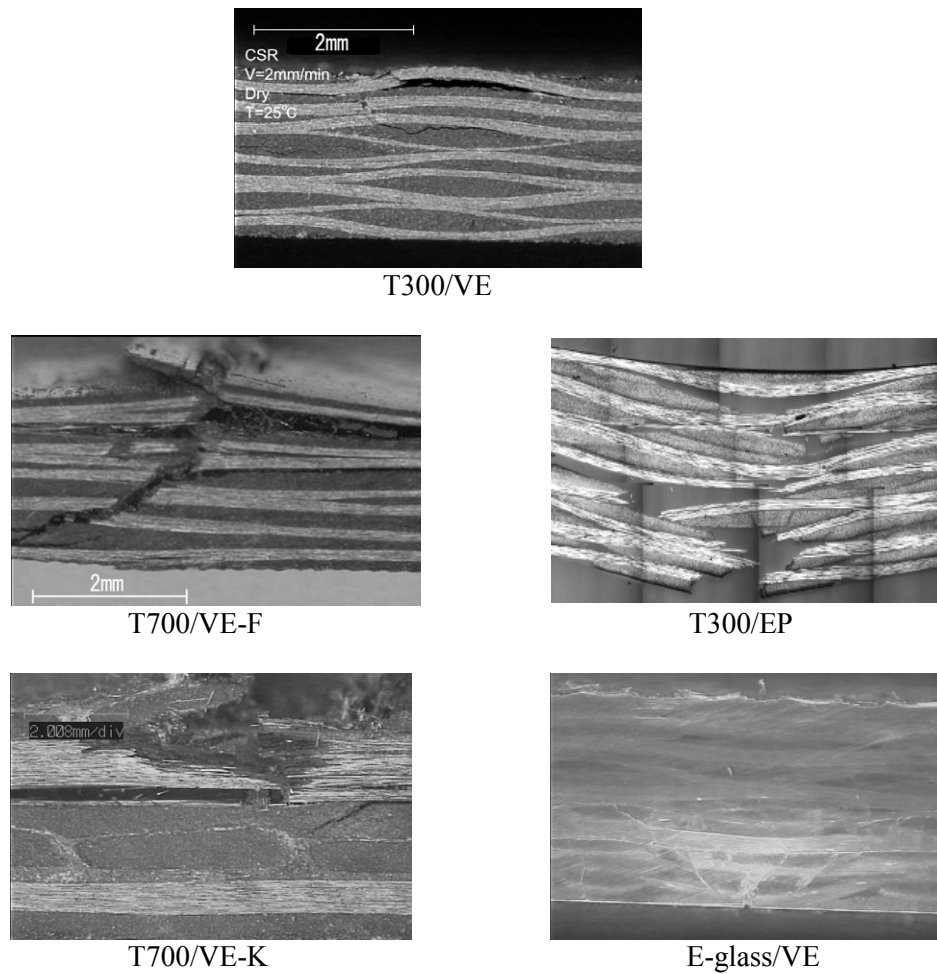 2mm
CSR
V=2mm/min
Dry
T=25°C
T300/VE
2mm
T700/VE-F
T300/EP
2.008mm/div
T700/VE-K
E-glass/VE